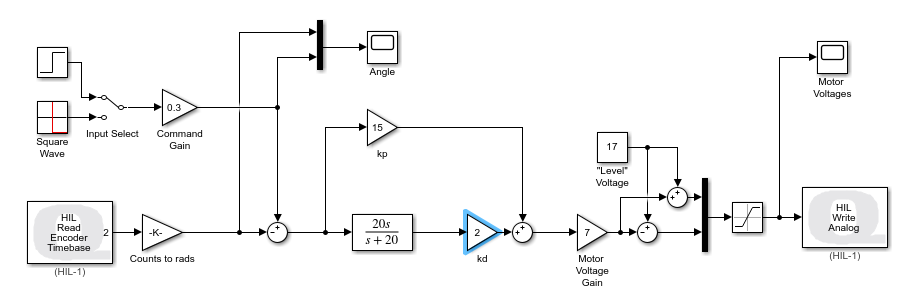 Angle
Motor
Voltages
0.3
Input Select
Command
Gain
Square
Wave
15
kp
17
"Level"
Voltage
HIL
Read
Encoder
Timebase
2
(HIL-1)
-K-
Counts to rads
20s
s + 20
2
kd
7
Motor
Voltage
Gain
HIL
Write
Analog
(HIL-1)